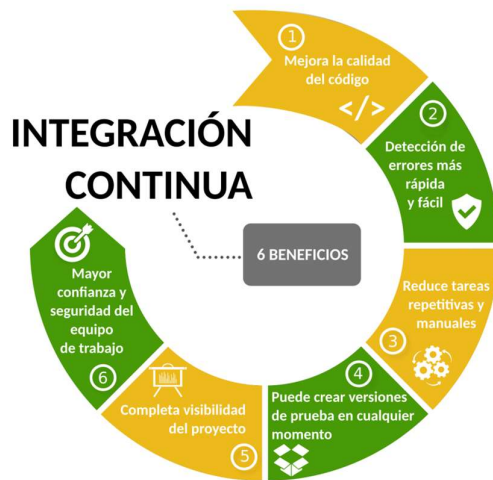 INTEGRACIÓN
CONTINUA
6 BENEFICIOS
1
Mejora la calidad
del código
</>
2
Detección de
errores más
rápida
y fácil
Reduce tareas
repetitivas y
manuales
3
4
Puede crear versiones
de prueba en cualquier
momento
Completa visibilidad
del proyecto
5
Mayor
confianza y
seguridad del
equipo
de trabajo
6